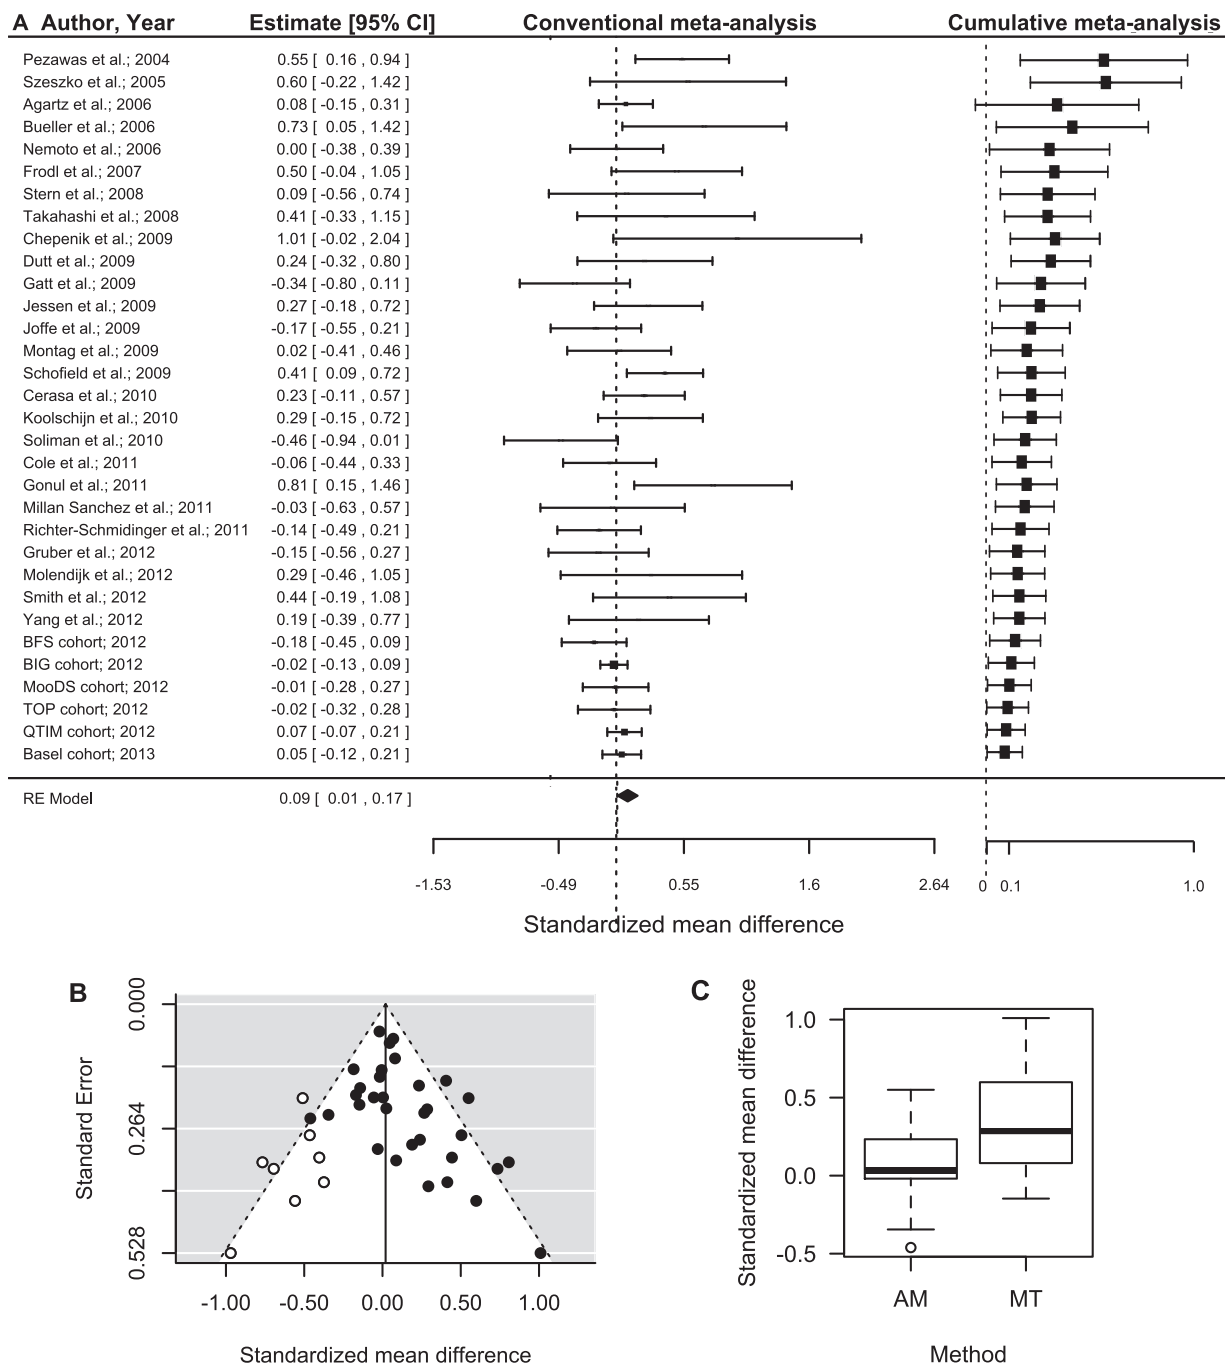 A Author, Year Estimate [95% CI] Conventional meta-analysis Cumulative meta-analysis
Pezawas et al.; 2004 0.55 [ 0.16 , 0.94 ]
Szeszko et al.; 2005 0.60 [ -0.22 , 1.42 ]
Agartz et al.; 2006 0.08 [ -0.15 , 0.31 ]
Bueller et al.; 2006 0.73 [ 0.05 , 1.42 ]
Nemoto et al.; 2006 0.00 [ -0.38 , 0.39 ]
Frodl et al.; 2007 0.50 [ -0.04 , 1.05 ]
Stern et al.; 2008 0.09 [ -0.56 , 0.74 ]
Takahashi et al.; 2008 0.41 [ -0.33 , 1.15 ]
Chepenik et al.; 2009 1.01 [ -0.02 , 2.04 ]
Dutt et al.; 2009 0.24 [ -0.32 , 0.80 ]
Gatt et al.; 2009 -0.34 [ -0.80 , 0.11 ]
Jessen et al.; 2009 0.27 [ -0.18 , 0.72 ]
Joffe et al.; 2009 -0.17 [ -0.55 , 0.21 ]
Montag et al.; 2009 0.02 [ -0.41 , 0.46 ]
Schofield et al.; 2009 0.41 [ 0.09 , 0.72 ]
Cerasa et al.; 2010 0.23 [ -0.11 , 0.57 ]
Koolschijn et al.; 2010 0.29 [ -0.15 , 0.72 ]
Soliman et al.; 2010 -0.46 [ -0.94 , 0.01 ]
Cole et al.; 2011 -0.06 [ -0.44 , 0.33 ]
Gonul et al.; 2011 0.81 [ 0.15 , 1.46 ]
Millan Sanchez et al.; 2011 -0.03 [ -0.63 , 0.57 ]
Richter-Schmidinger et al.; 2011 -0.14 [ -0.49 , 0.21 ]
Gruber et al.; 2012 -0.15 [ -0.56 , 0.27 ]
Molendijk et al.; 2012 0.29 [ -0.46 , 1.05 ]
Smith et al.; 2012 0.44 [ -0.19 , 1.08 ]
Yang et al.; 2012 0.19 [ -0.39 , 0.77 ]
BFS cohort; 2012 -0.18 [ -0.45 , 0.09 ]
BIG cohort; 2012 -0.02 [ -0.13 , 0.09 ]
MooDS cohort; 2012 -0.01 [ -0.28 , 0.27 ]
TOP cohort; 2012 -0.02 [ -0.32 , 0.28 ]
QTIM cohort; 2012 0.07 [ -0.07 , 0.21 ]
Basel cohort; 2013 0.05 [ -0.12 , 0.21 ]
RE Model 0.09 [ 0.01 , 0.17 ]
-1.53 -0.49 0.55 1.6 2.64 0 0.1 1.0
Standardized mean difference
B
Standard Error
0.000
0.264
0.528
-1.00 -0.50 0.00 0.50 1.00
Standardized mean difference
C
Standardized mean difference
1.0
0.5
0.0
-0.5
AM MT
Method